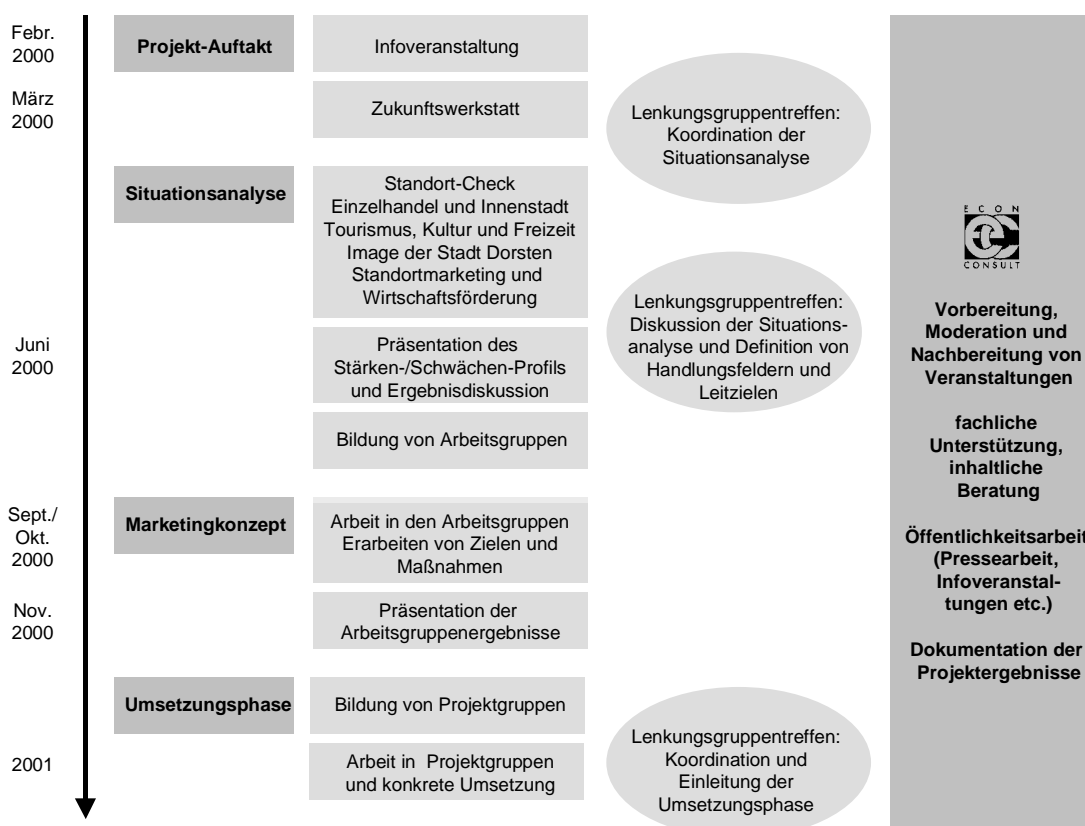 Febr.
2000
Projekt-Auftakt
Infoveranstaltung
März
2000
Zukunftswerkstatt
Lenkungsgruppentreffen:
Koordination der
Situationsanalyse
Situationsanalyse
Standort-Check
Einzelhandel und Innenstadt
Tourismus, Kultur und Freizeit
Image der Stadt Dorsten
Standortmarketing und
Wirtschaftsförderung
Lenkungsgruppentreffen:
Diskussion der Situations-
analyse und Definition von
Handlungsfeldern und
Leitzielen
Juni
2000
Präsentation des
Stärken-/Schwächen-Profils
und Ergebnisdiskussion
Bildung von Arbeitsgruppen
Sept./
Okt.
2000
Marketingkonzept
Arbeit in den Arbeitsgruppen
Erarbeiten von Zielen und
Maßnahmen
Nov.
2000
Präsentation der
Arbeitsgruppenergebnisse
Umsetzungsphase
Bildung von Projektgruppen
2001
Arbeit in Projektgruppen
und konkrete Umsetzung
Lenkungsgruppentreffen:
Koordination und
Einleitung der
Umsetzungsphase
ECON
CONSULT
Vorbereitung,
Moderation und
Nachbereitung von
Veranstaltungen
fachliche
Unterstützung,
inhaltliche
Beratung
Öffentlichkeitsarbeit
(Pressearbeit,
Infoveranstal-
tungen etc.)
Dokumentation der
Projektergebnisse